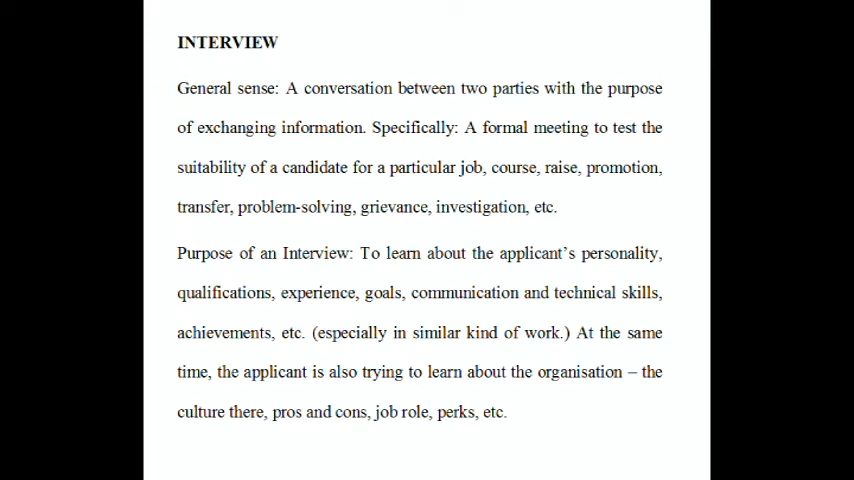 INTERVIEW
General sense: A conversation between two parties with the purpose
of exchanging information. Specifically: A formal meeting to test the
suitability of a candidate for a particular job, course, raise, promotion,
transfer, problem-solving, grievance, investigation, etc.
Purpose of an Interview: To learn about the applicant’s personality,
qualifications, experience, goals, communication and technical skills,
achievements, etc. (especially in similar kind of work.) At the same
time, the applicant is also trying to learn about the organisation – the
culture there, pros and cons, job role, perks, etc.